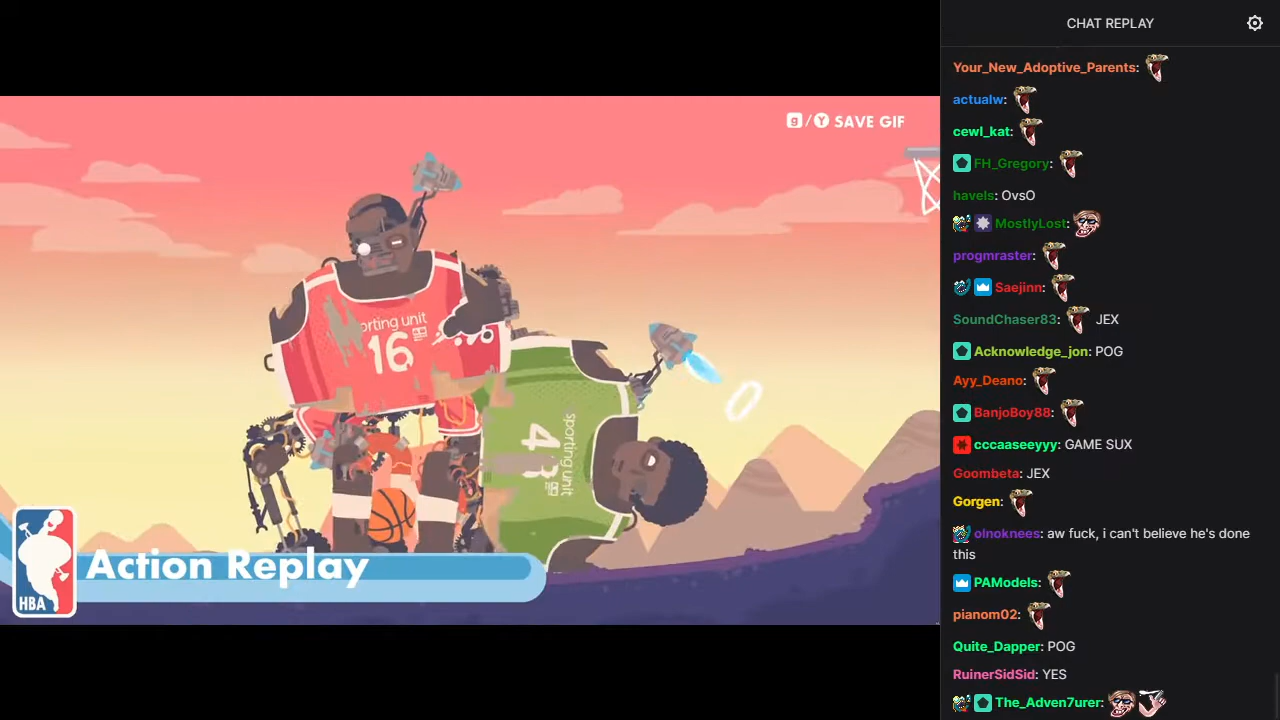 g / Y SAVE GIF
sporting unit
16
sporting unit
43
HBA
Action Replay
CHAT REPLAY
Your_New_Adoptive_Parents:
actualw:
cewl_kat:
FH_Gregory:
havels: OvsO
MostlyLost:
progmraster:
Saejinn:
SoundChaser83: JEX
Acknowledge_jon: POG
Ayy_Deano:
BanjoBoy88:
cccaaseeyyy: GAME SUX
Goombeta: JEX
Gorgen:
olnoknees: aw fuck, i can't believe he's done
this
PAModels:
pianom02:
Quite_Dapper: POG
RuinerSidSid: YES
The_Adven7urer: